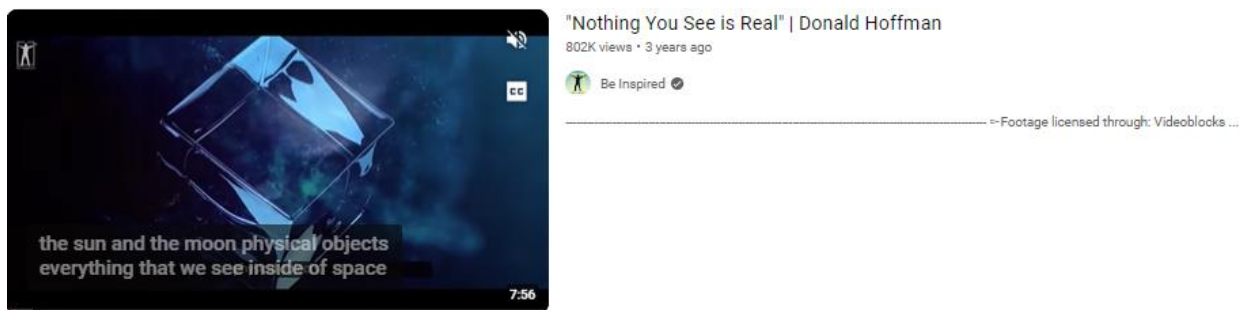 "Nothing You See is Real" | Donald Hoffman
802K views • 3 years ago
Be Inspired
Footage licensed through: Videoblocks ...
CC
the sun and the moon physical objects
everything that we see inside of space
7:56